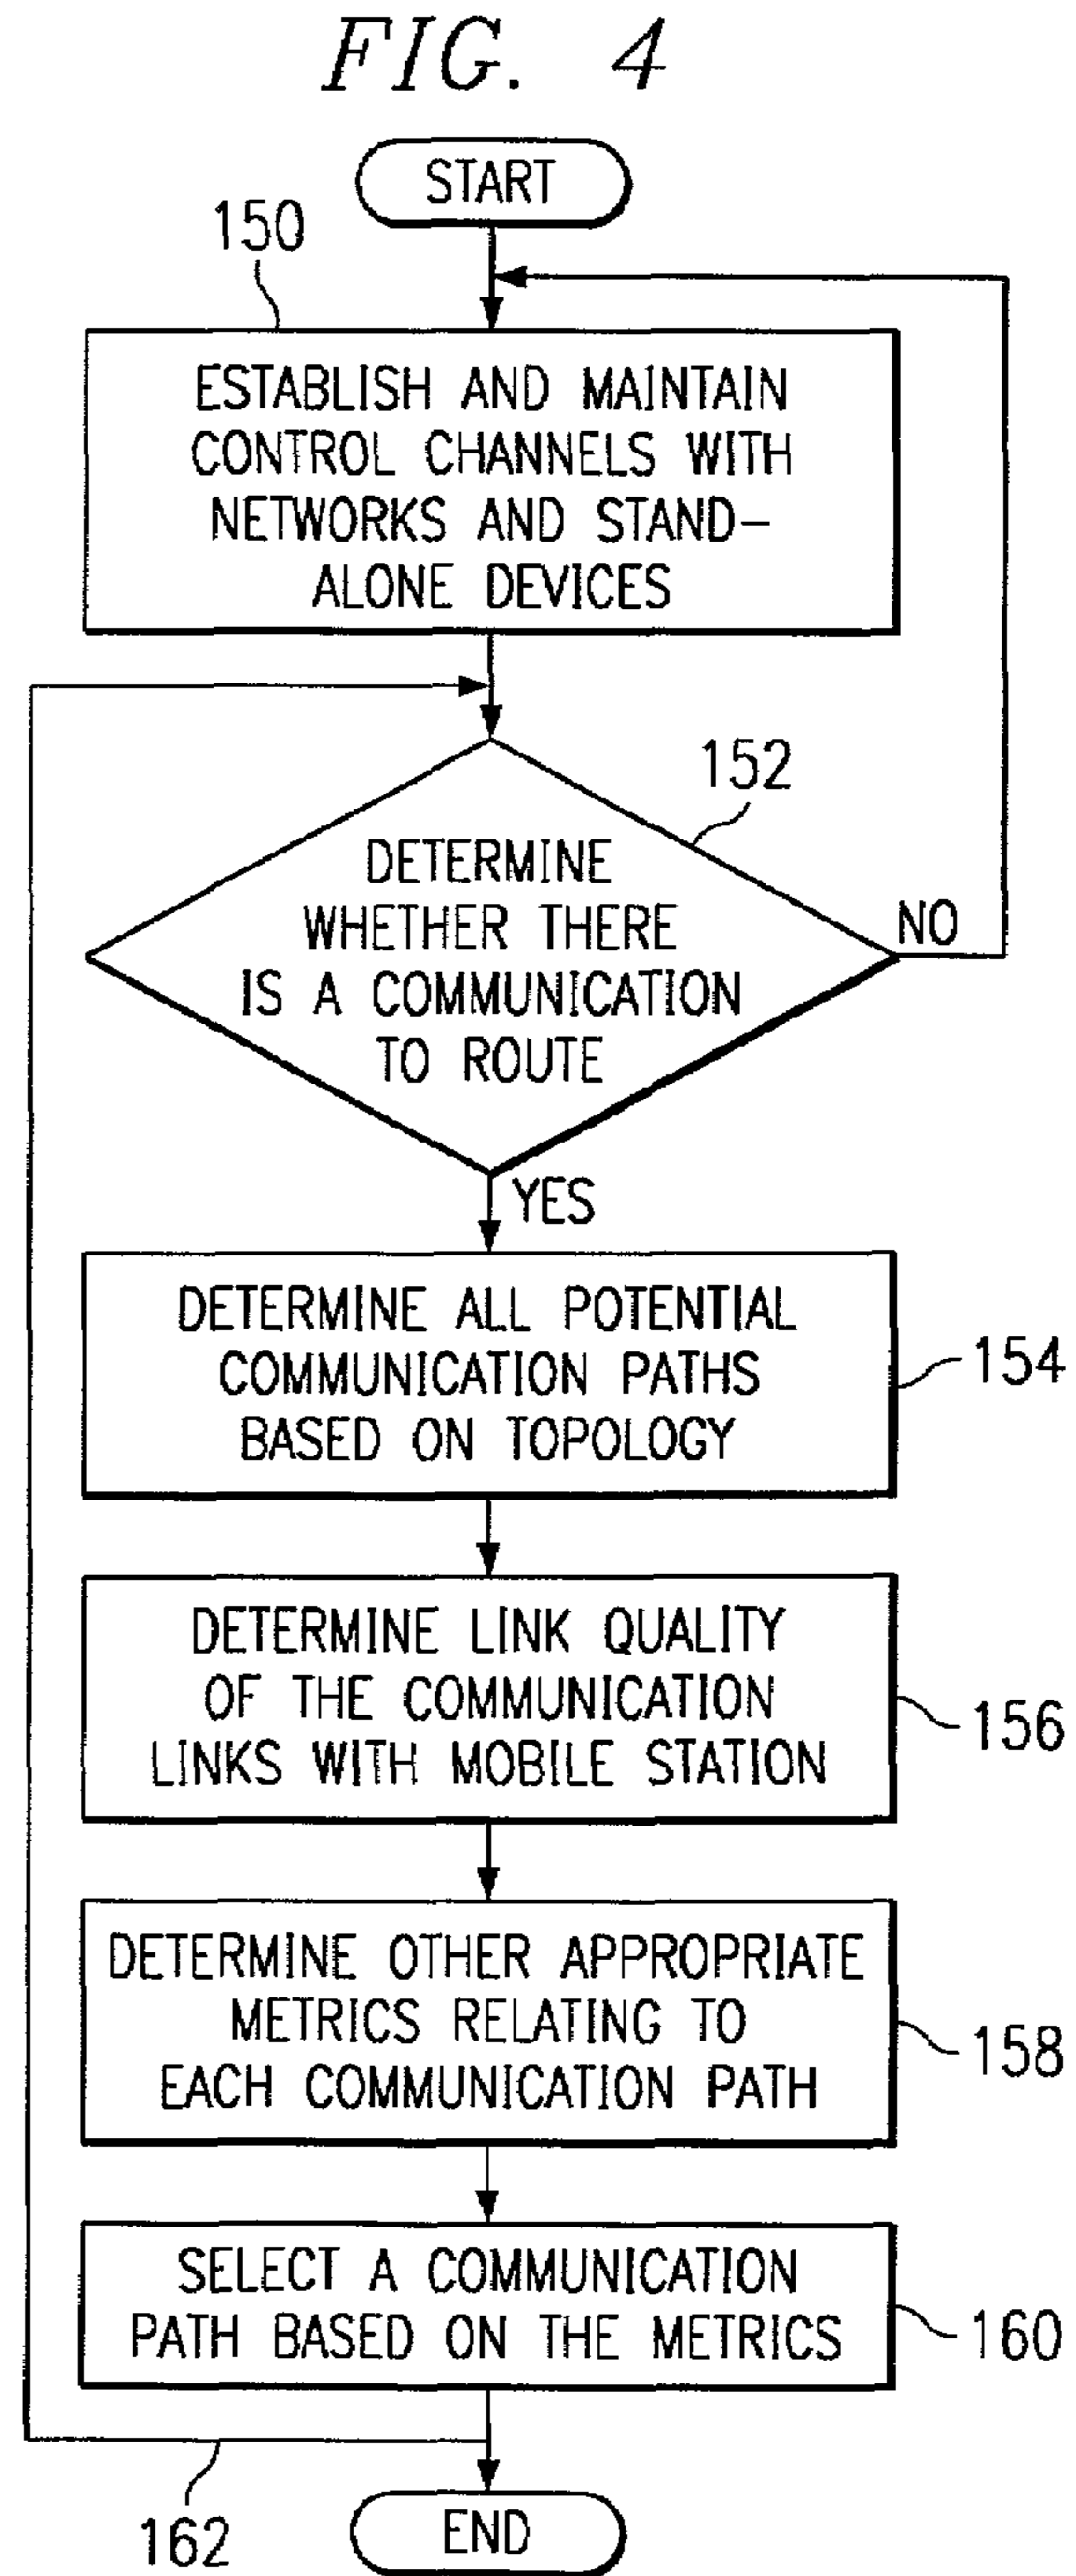 FIG. 4
START
150
ESTABLISH AND MAINTAIN
CONTROL CHANNELS WITH
NETWORKS AND STAND-
ALONE DEVICES
152
DETERMINE
WHETHER THERE
IS A COMMUNICATION
TO ROUTE
NO
YES
DETERMINE ALL POTENTIAL
COMMUNICATION PATHS
BASED ON TOPOLOGY
154
DETERMINE LINK QUALITY
OF THE COMMUNICATION
LINKS WITH MOBILE STATION
156
DETERMINE OTHER APPROPRIATE
METRICS RELATING TO
EACH COMMUNICATION PATH
158
SELECT A COMMUNICATION
PATH BASED ON THE METRICS
160
162
END